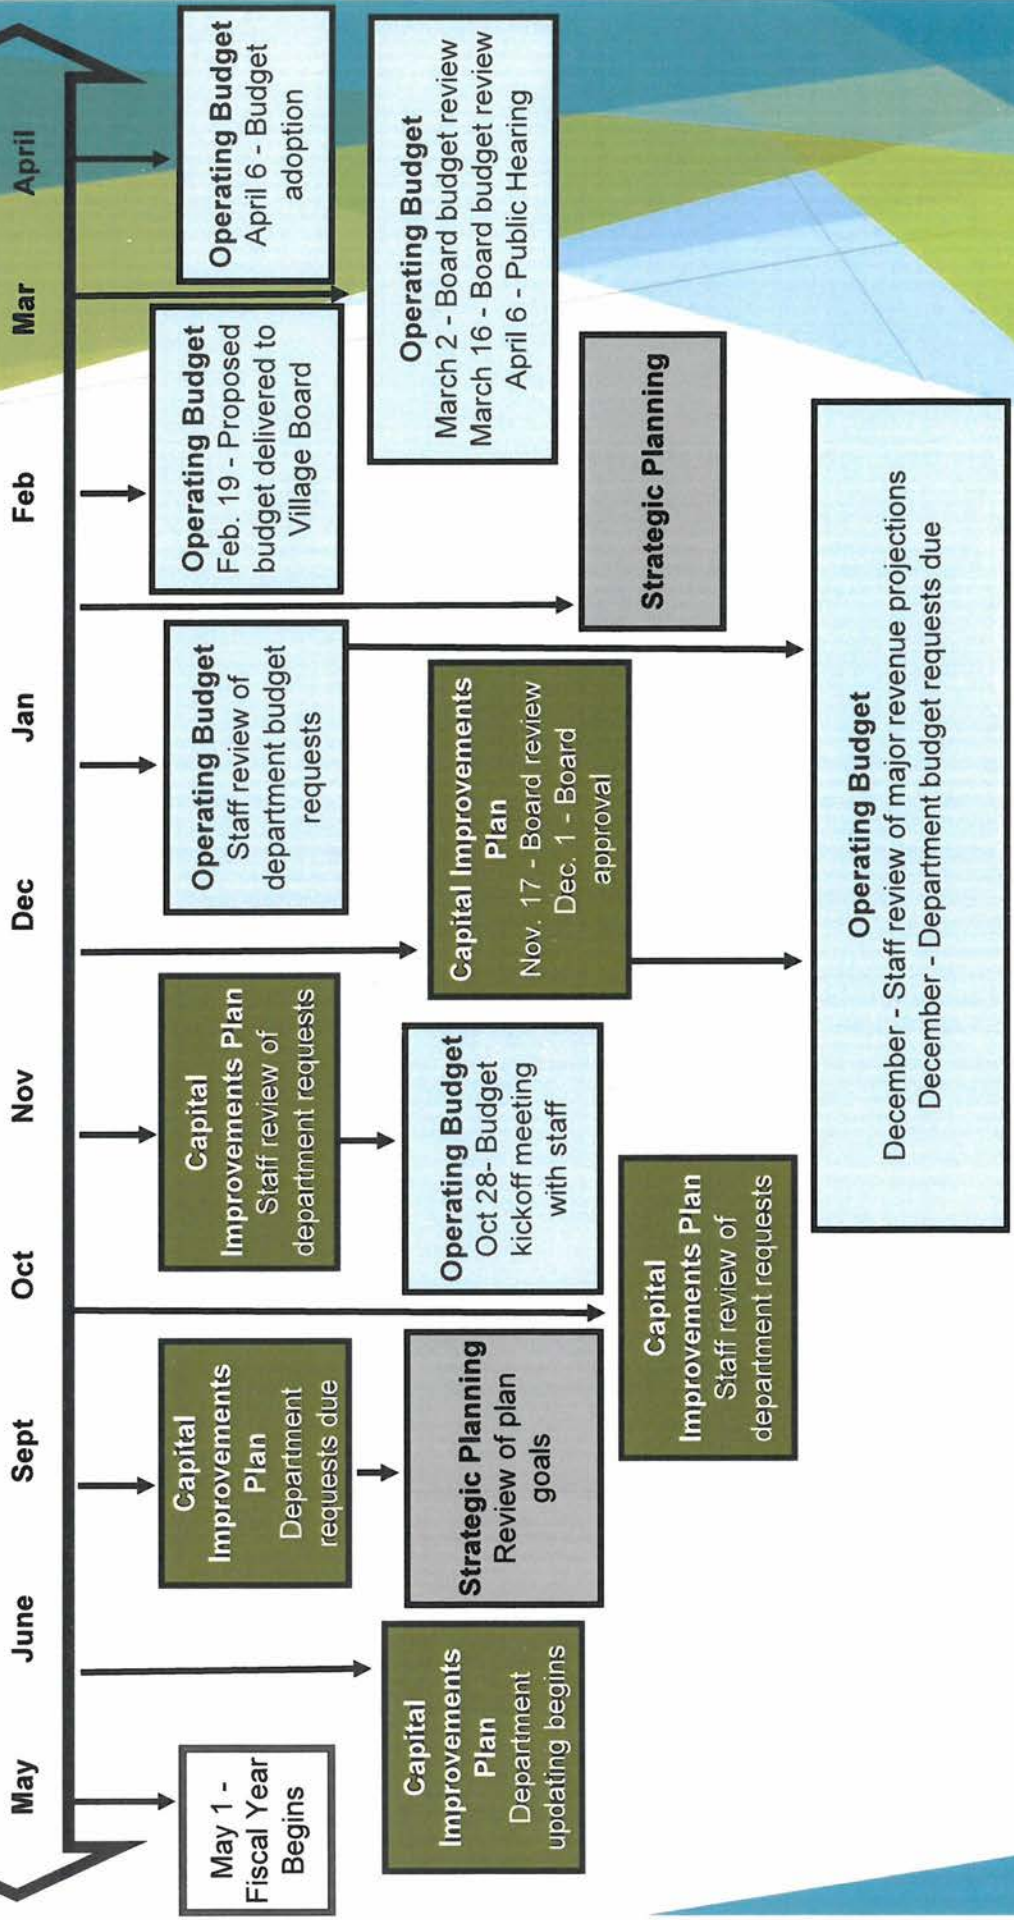 May
June
Sept
Oct
Nov
Dec
Jan
Feb
Mar
April
May 1 -
Fiscal Year
Begins
Capital
Improvements
Plan
Department
updating begins
Capital
Improvements
Plan
Department
requests due
Strategic Planning
Review of plan
goals
Capital
Improvements Plan
Staff review of
department requests
Capital
Improvements Plan
Staff review of
department requests
Operating Budget
Oct 28- Budget
kickoff meeting
with staff
Capital Improvements
Plan
Nov. 17 - Board review
Dec. 1 - Board
approval
Operating Budget
December - Staff review of major revenue projections
December - Department budget requests due
Operating Budget
Staff review of
department budget
requests
Strategic Planning
Operating Budget
Feb. 19 - Proposed
budget delivered to
Village Board
Operating Budget
March 2 - Board budget review
March 16 - Board budget review
April 6 - Public Hearing
Operating Budget
April 6 - Budget
adoption